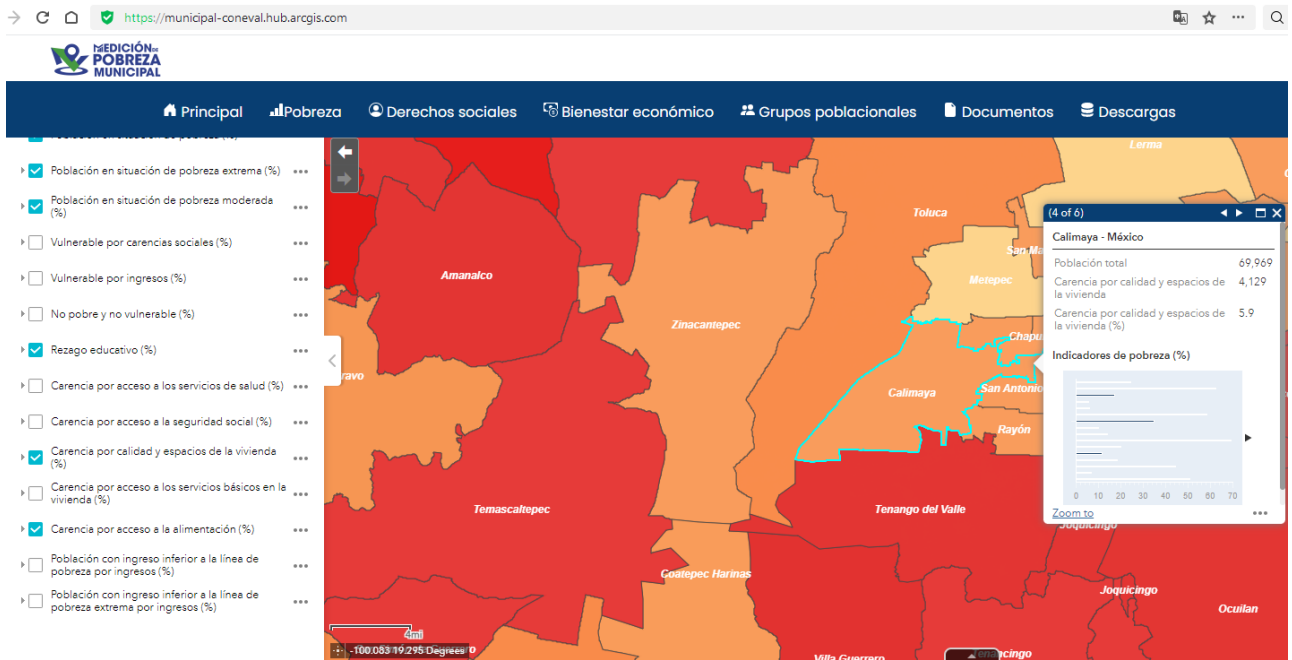 https://municipal-coneval.hub.arcgis.com
MEDICIÓN DE
POBREZA
MUNICIPAL
Principal
Pobreza
Derechos sociales
Bienestar económico
Grupos poblacionales
Documentos
Descargas
Población en situación de pobreza extrema (%)
Población en situación de pobreza moderada
(%)
Vulnerable por carencias sociales (%)
Vulnerable por ingresos (%)
No pobre y no vulnerable (%)
Rezago educativo (%)
Carencia por acceso a los servicios de salud (%)
Carencia por acceso a la seguridad social (%)
Carencia por calidad y espacios de la vivienda
(%)
Carencia por acceso a los servicios básicos en la
vivienda (%)
Carencia por acceso a la alimentación (%)
Población con ingreso inferior a la línea de
pobreza por ingresos (%)
Población con ingreso inferior a la línea de
pobreza extrema por ingresos (%)
Lerma
Toluca
San Ma
Amanalco
Metepec
Zinacantepec
Chapu
ravo
Calimaya
San Antonio
Rayón
Temascaltepec
Tenango del Valle
Joquicingo
Coatepec Harinas
Joquicingo
Ocuilan
Villa Guerrero
Tenancingo
4mi
-100.083 19.295 Degrees
(4 of 6)
Calimaya - México
Población total 69,969
Carencia por calidad y espacios de 4,129
la vivienda
Carencia por calidad y espacios de 5.9
la vivienda (%)
Indicadores de pobreza (%)
0 10 20 30 40 50 60 70
Zoom to